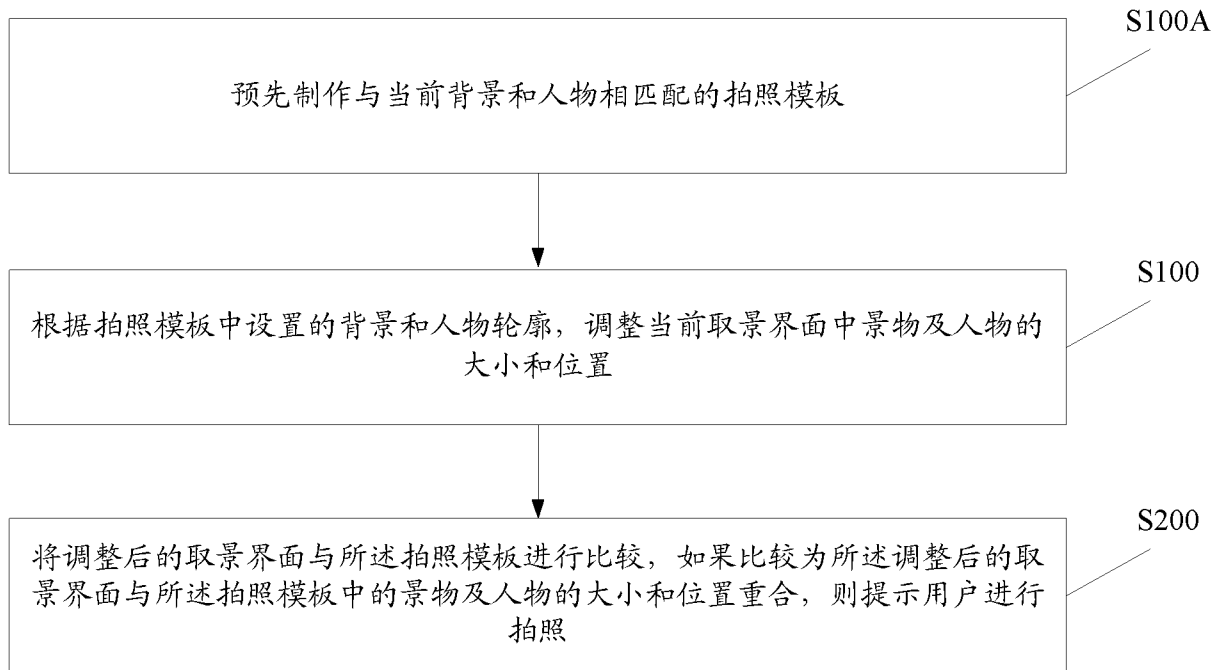 S100A
预先制作与当前背景和人物相匹配的拍照模板
S100
根据拍照模板中设置的背景和人物轮廓，调整当前取景界面中景物及人物的
大小和位置
S200
将调整后的取景界面与所述拍照模板进行比较，如果比较为所述调整后的取
景界面与所述拍照模板中的景物及人物的大小和位置重合，则提示用户进行
拍照